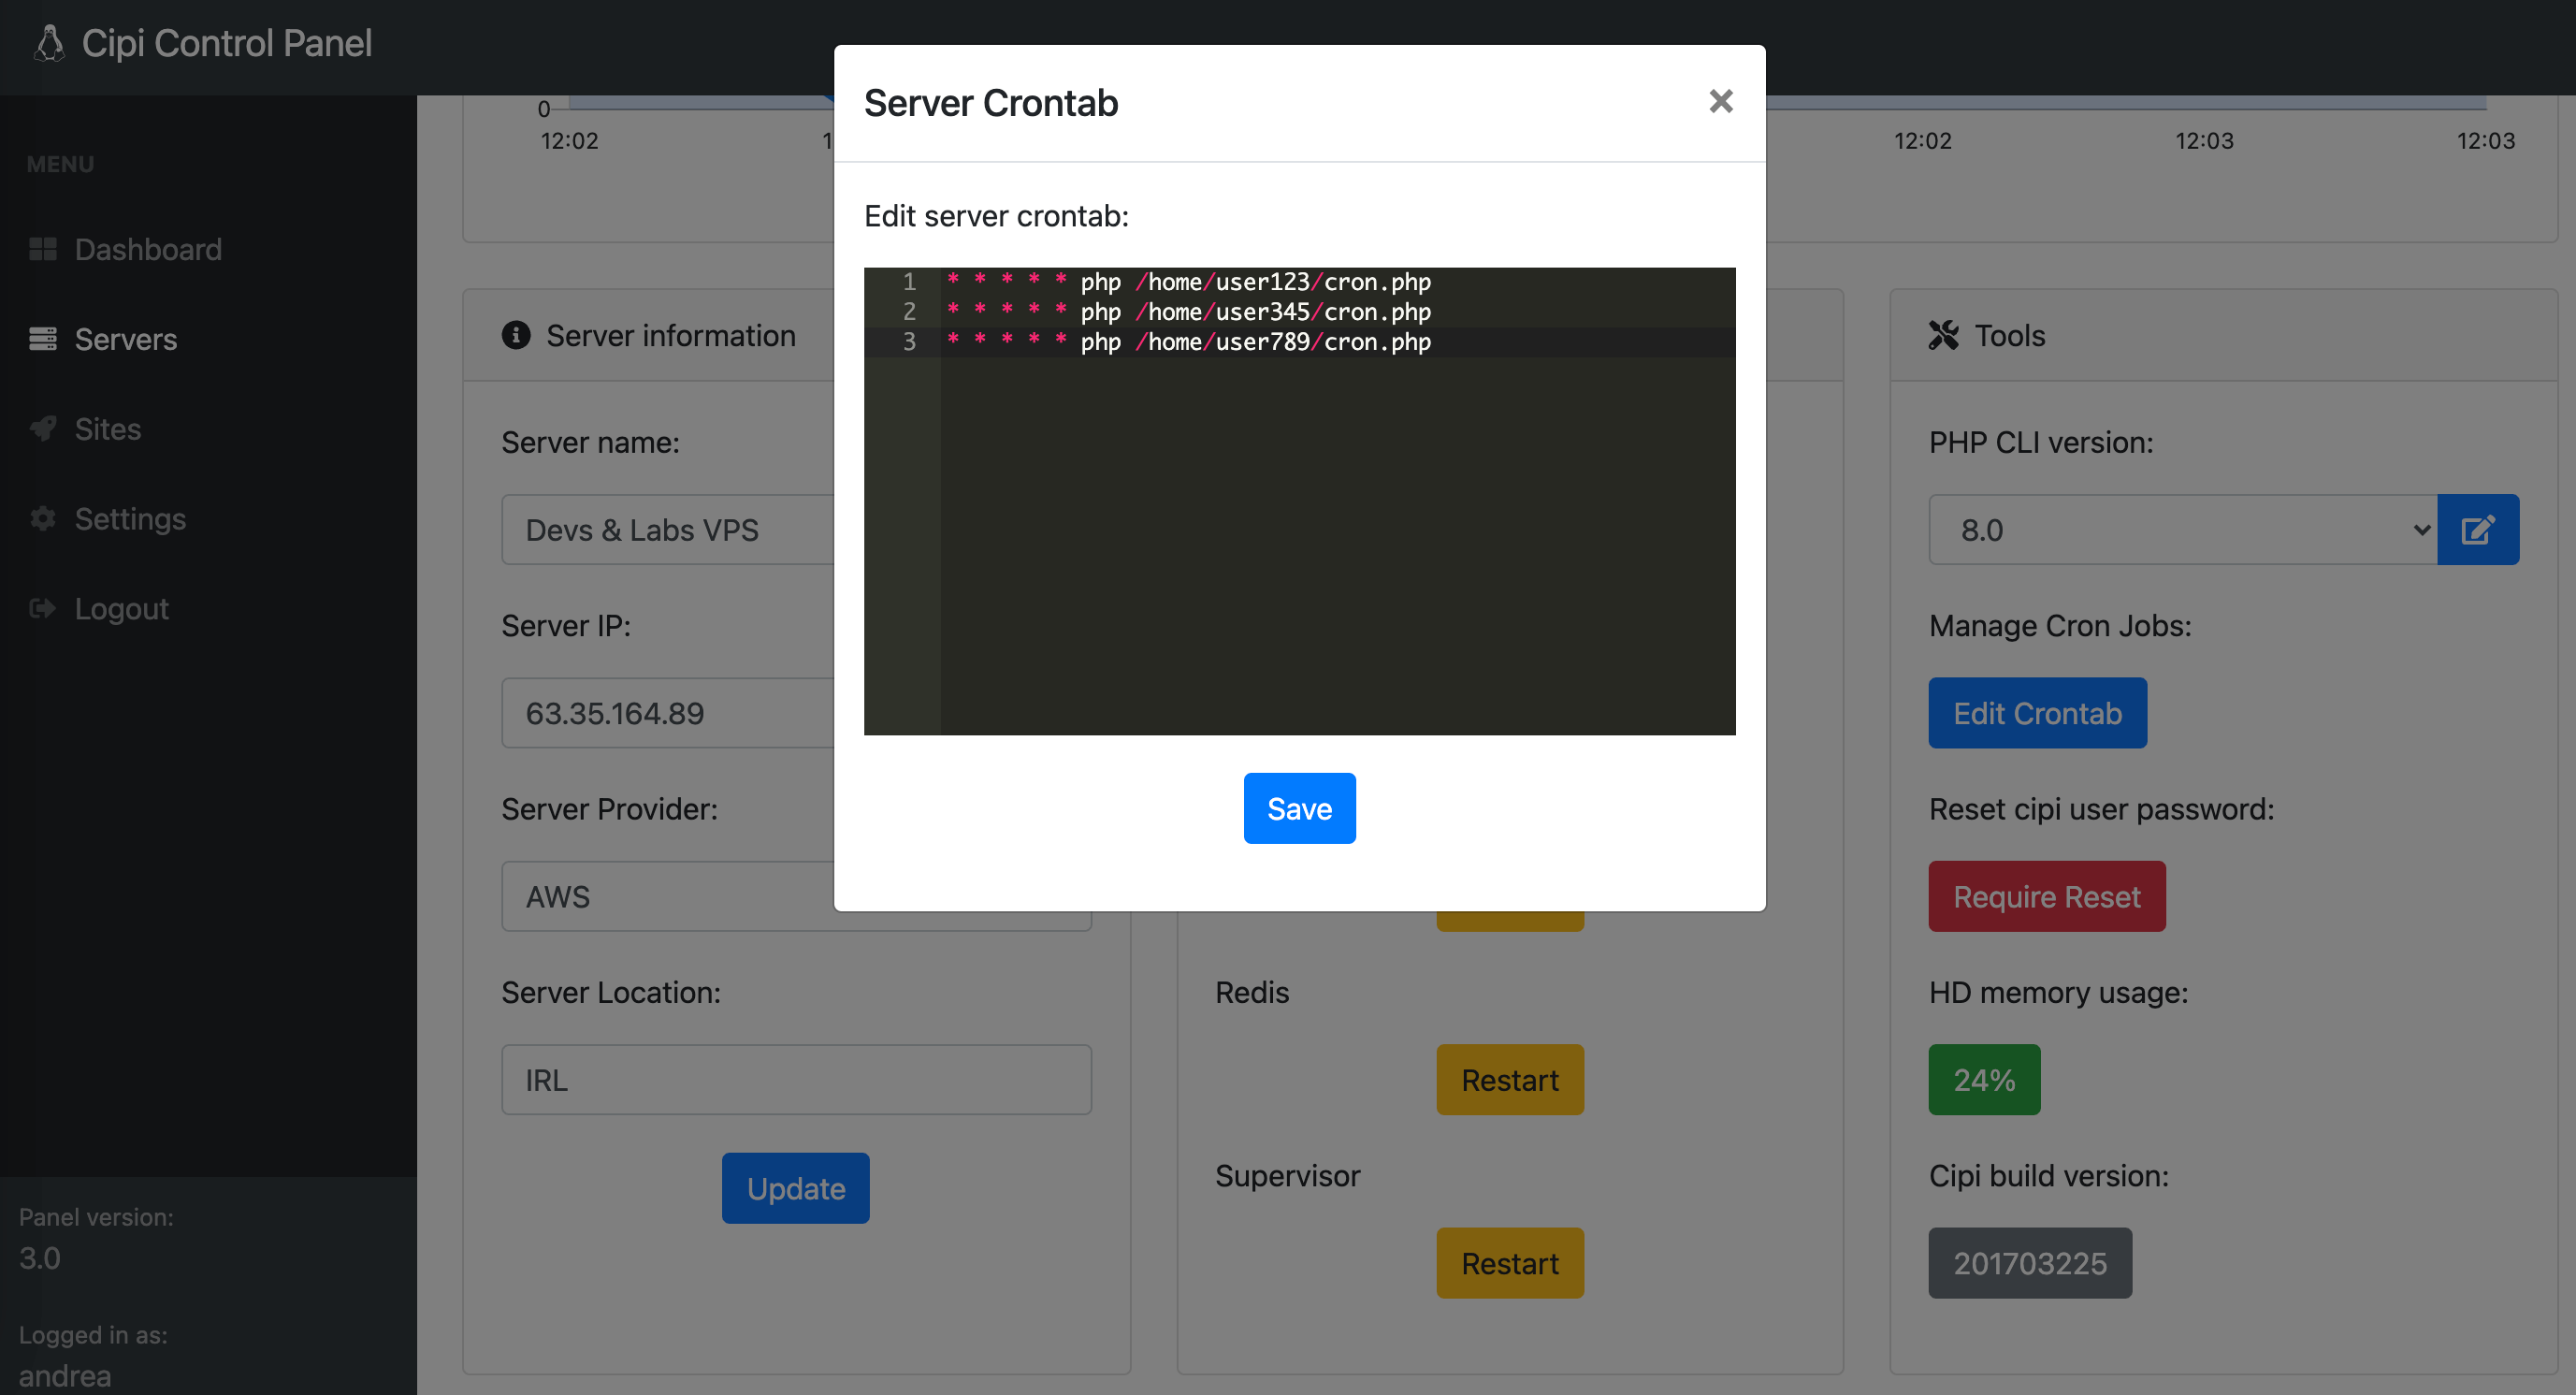 Cipi Control Panel
MENU
Dashboard
Servers
Sites
Settings
Logout
Panel version:
3.0
Logged in as:
andrea
0
12:02
1
12:02
12:03
12:03
Server Crontab
×
Edit server crontab:
1 * * * * * php /home/user123/cron.php
2 * * * * * php /home/user345/cron.php
3 * * * * * php /home/user789/cron.php
Save
Server information
Server name:
Devs & Labs VPS
Server IP:
63.35.164.89
Server Provider:
AWS
Server Location:
IRL
Update
Redis
Restart
Supervisor
Restart
Tools
PHP CLI version:
8.0
Manage Cron Jobs:
Edit Crontab
Reset cipi user password:
Require Reset
HD memory usage:
24%
Cipi build version:
201703225